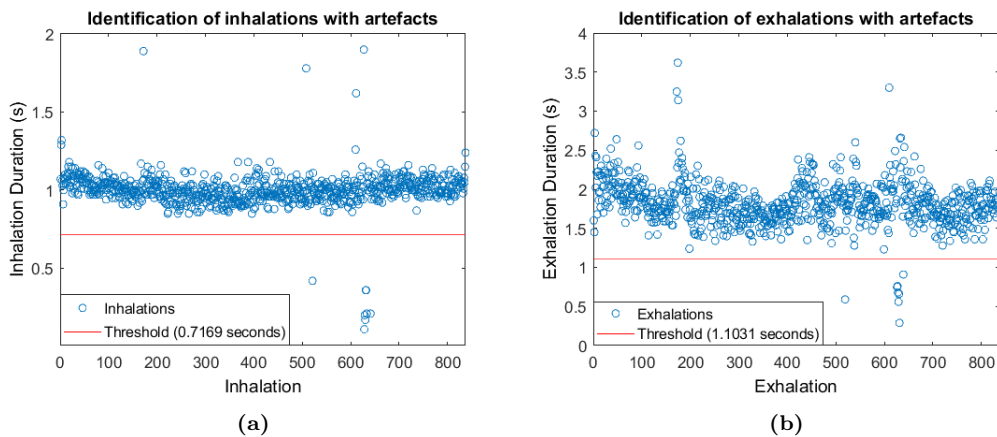 Identification of inhalations with artefacts
2
1.5
1
0.5
Inhalation Duration (s)
Inhalations
Threshold (0.7169 seconds)
0 100 200 300 400 500 600 700 800
Inhalation
(a)
Identification of exhalations with artefacts
4
3.5
3
2.5
2
1.5
1
0.5
0
Exhalation Duration (s)
Exhalations
Threshold (1.1031 seconds)
0 100 200 300 400 500 600 700 800
Exhalation
(b)